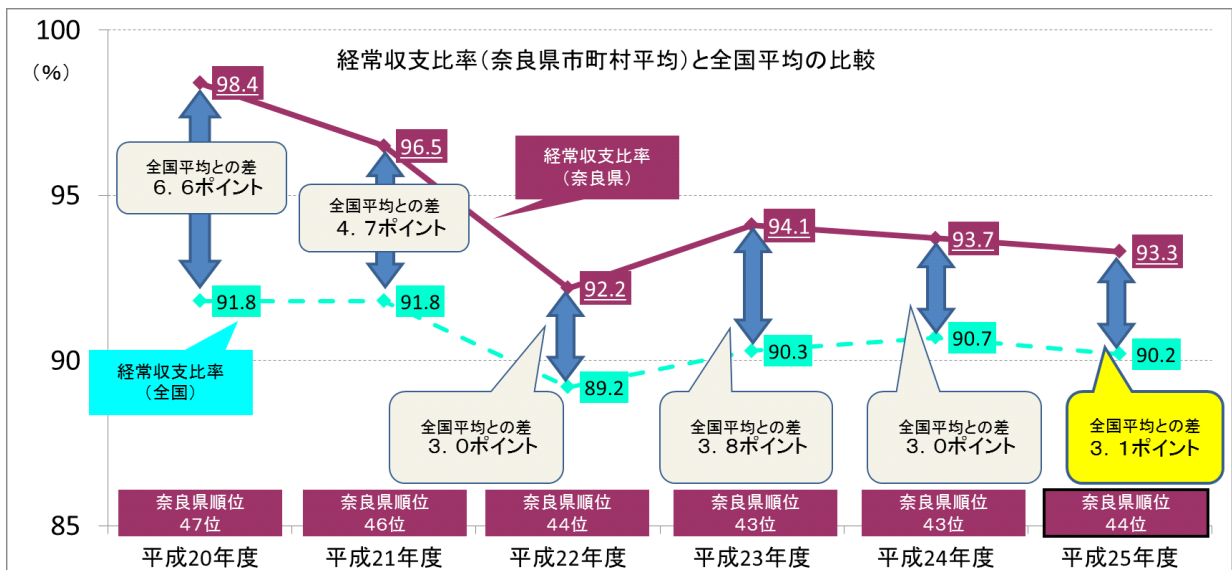 100
(%)
経常収支比率(奈良県市町村平均)と全国平均の比較
98.4
96.5
経常収支比率
(奈良県)
全国平均との差
6.6ポイント
全国平均との差
4.7ポイント
95
94.1
93.7
93.3
92.2
91.8
91.8
90.3
90.7
90.2
経常収支比率
(全国)
90
89.2
全国平均との差
3.0ポイント
全国平均との差
3.8ポイント
全国平均との差
3.0ポイント
全国平均との差
3.1ポイント
奈良県順位
47位
奈良県順位
46位
奈良県順位
44位
奈良県順位
43位
奈良県順位
43位
奈良県順位
44位
85
平成20年度
平成21年度
平成22年度
平成23年度
平成24年度
平成25年度